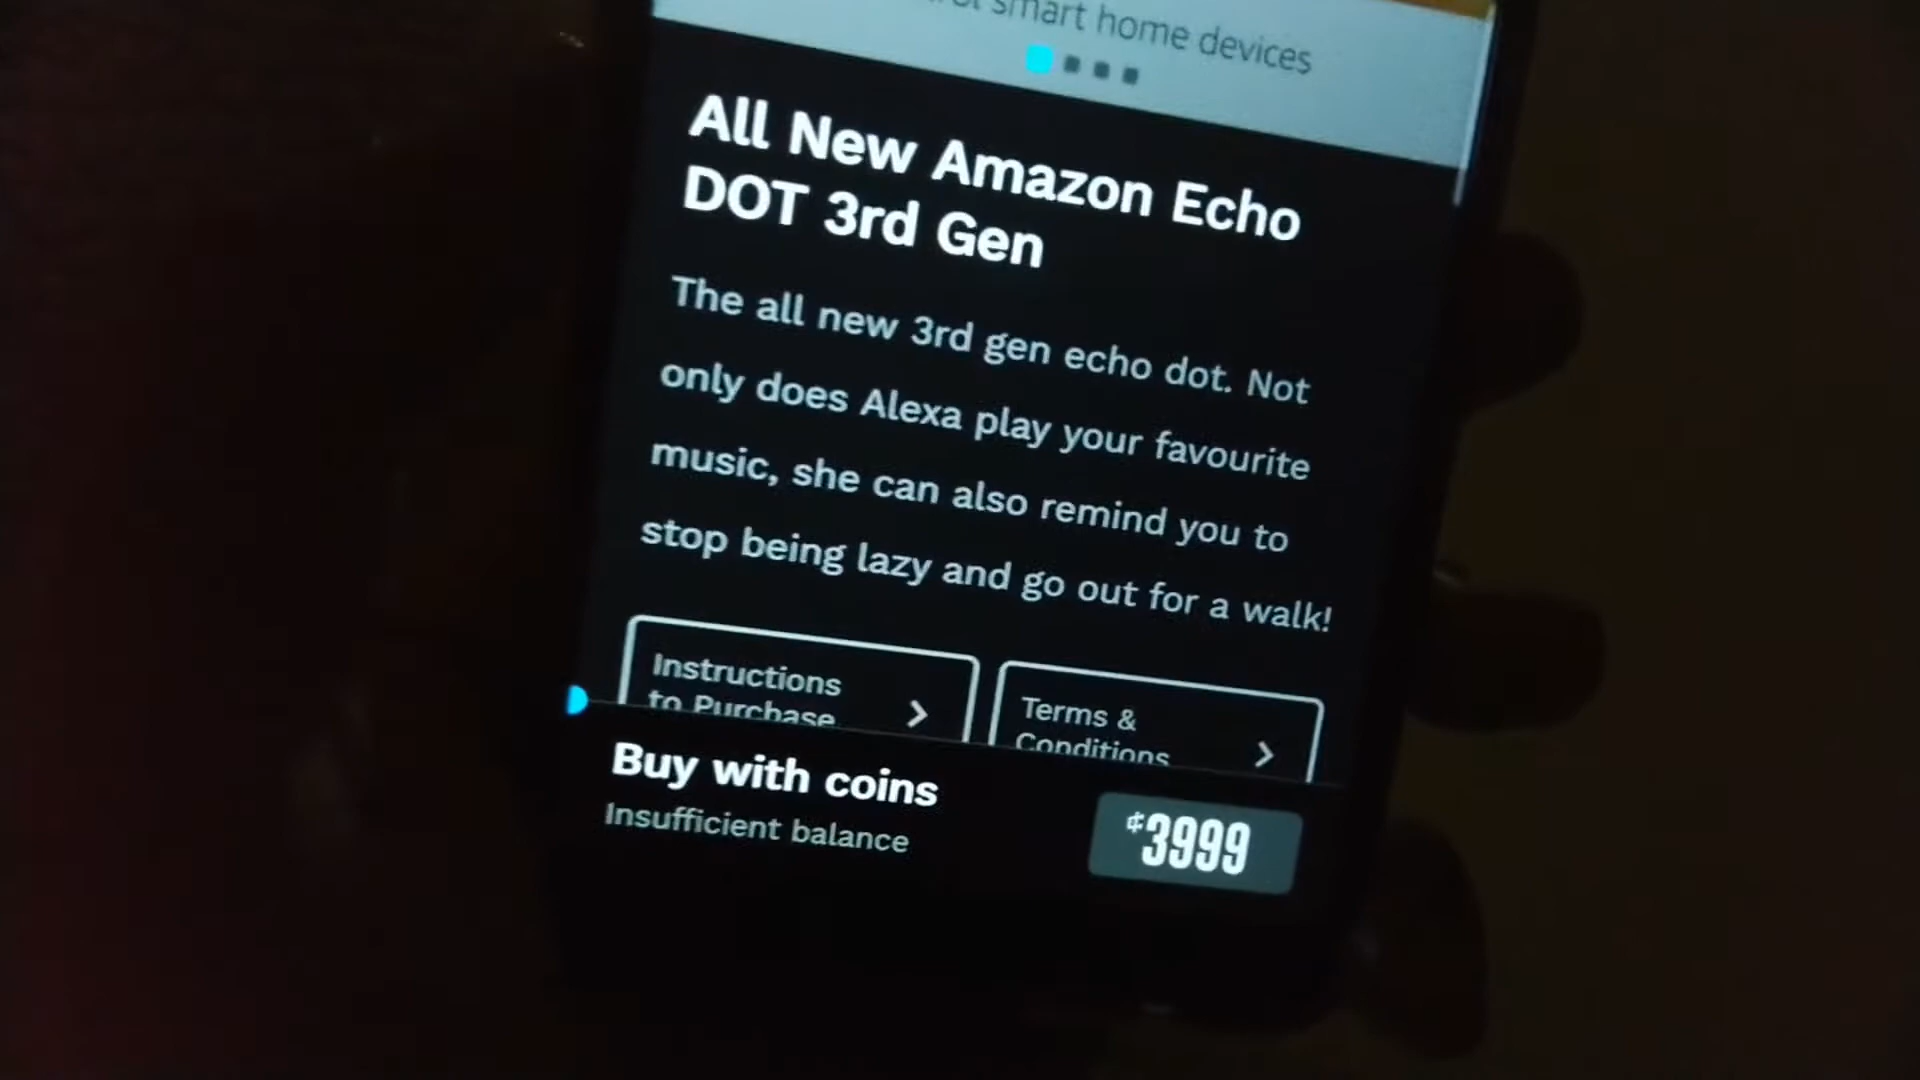 smart home devices
All New Amazon Echo
DOT 3rd Gen
The all new 3rd gen echo dot. Not
only does Alexa play your favourite
music, she can also remind you to
stop being lazy and go out for a walk!
Instructions
to Purchase
Terms &
Conditions
Buy with coins
Insufficient balance
¢3999